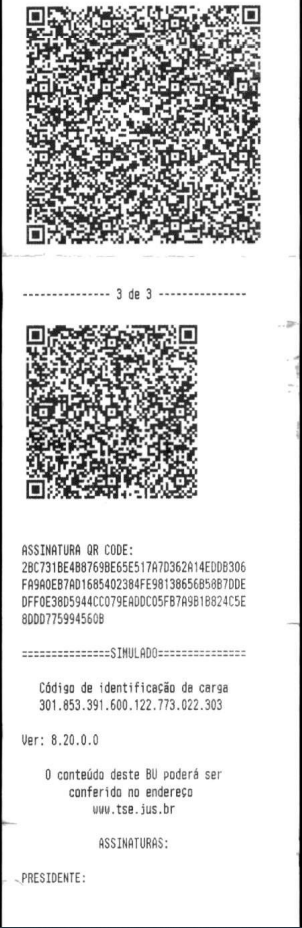 -------------- 3 de 3 --------------
ASSINATURA QR CODE:
2BC731BE4B8769BE65E517A7D362A14EDDB306
FA9A0EB7AD1685402384FE98138656B58B7DDE
DFF0E38D5944CC079EADDC05FB7A9B1B824C5E
8DDD775994560B
==============SIMULADO==============
Código de identificação da carga
301.853.391.600.122.773.022.303
Ver: 8.20.0.0
O conteúdo deste BU poderá ser
conferido no endereço
www.tse.jus.br
ASSINATURAS:
PRESIDENTE: